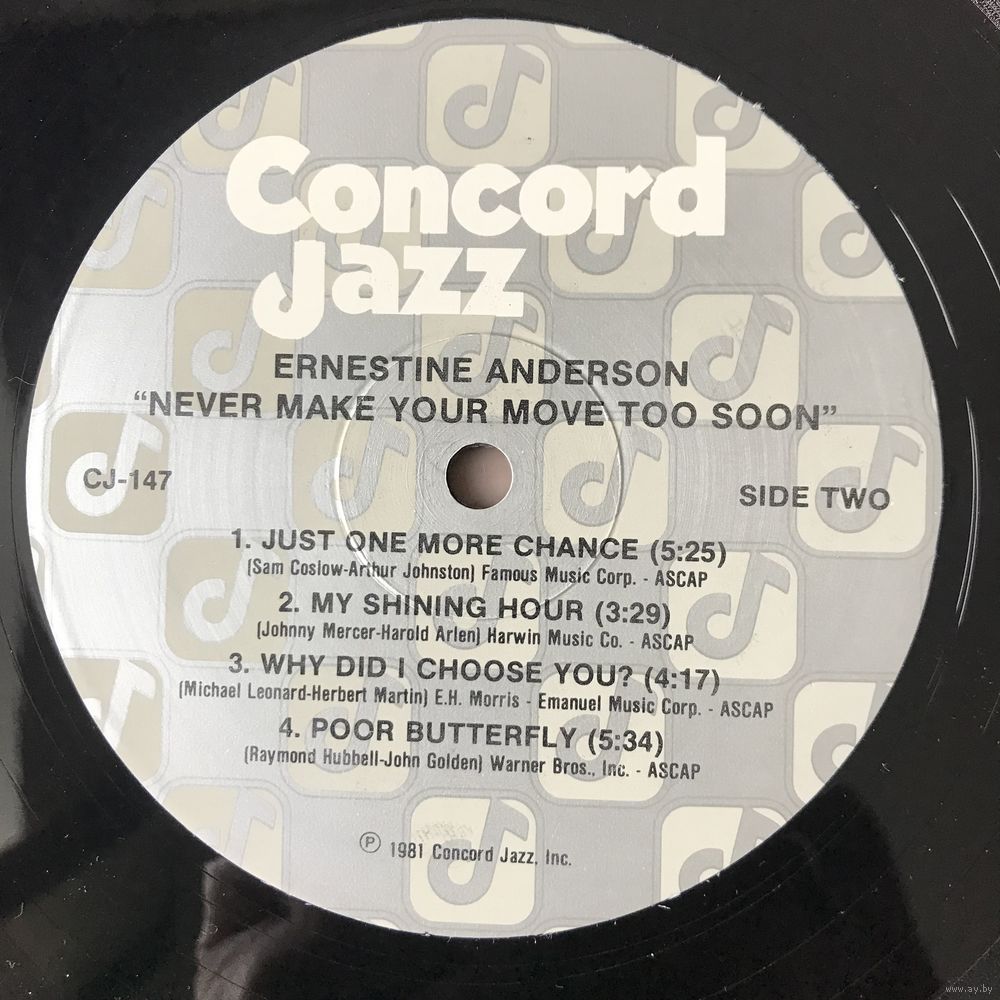 Concord
Jazz
ERNESTINE ANDERSON
“NEVER MAKE YOUR MOVE TOO SOON”
CJ-147
SIDE TWO
1. JUST ONE MORE CHANCE (5:25)
(Sam Coslow-Arthur Johnston) Famous Music Corp. - ASCAP
2. MY SHINING HOUR (3:29)
(Johnny Mercer-Harold Arlen) Harwin Music Co. - ASCAP
3. WHY DID I CHOOSE YOU? (4:17)
(Michael Leonard-Herbert Martin) E.H. Morris - Emanuel Music Corp. - ASCAP
4. POOR BUTTERFLY (5:34)
(Raymond Hubbell-John Golden) Warner Bros., Inc. - ASCAP
Ⓟ 1981 Concord Jazz, Inc.
www.ay.by